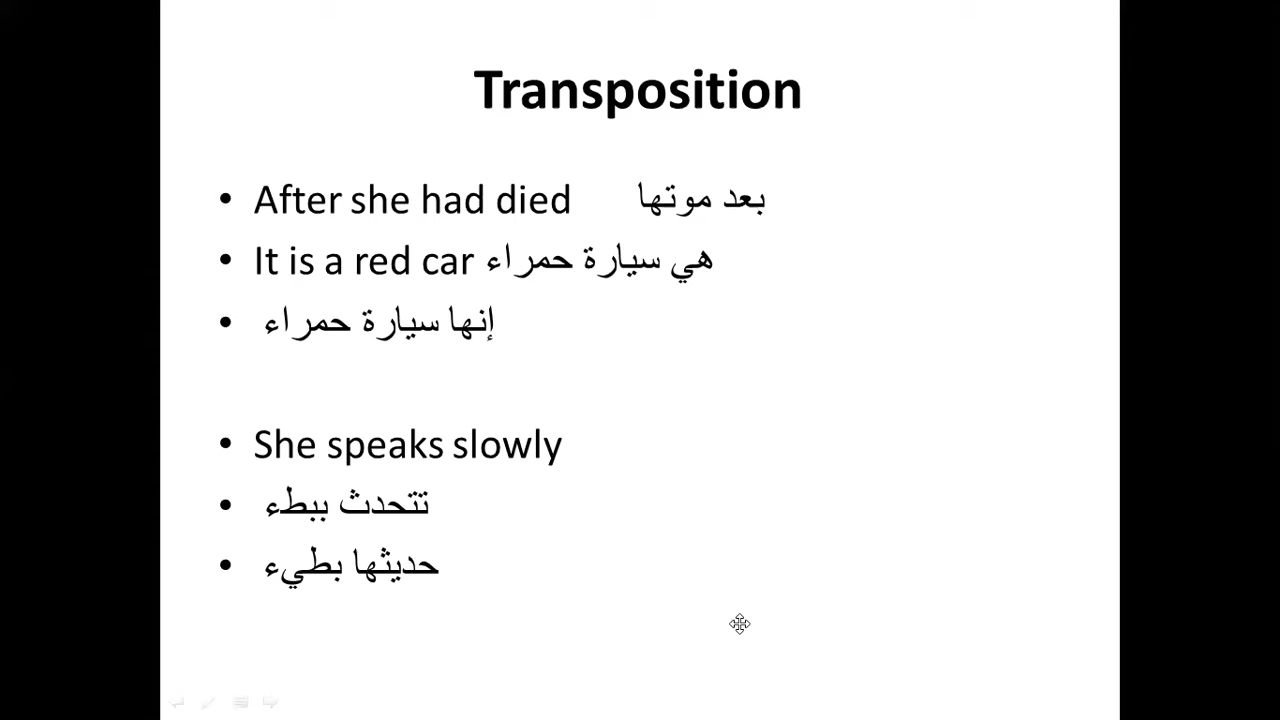 Transposition
• After she had died بعد موتها
• It is a red car هي سيارة حمراء
• إنها سيارة حمراء
• She speaks slowly
• تتحدث ببطء
• حديثها بطيء